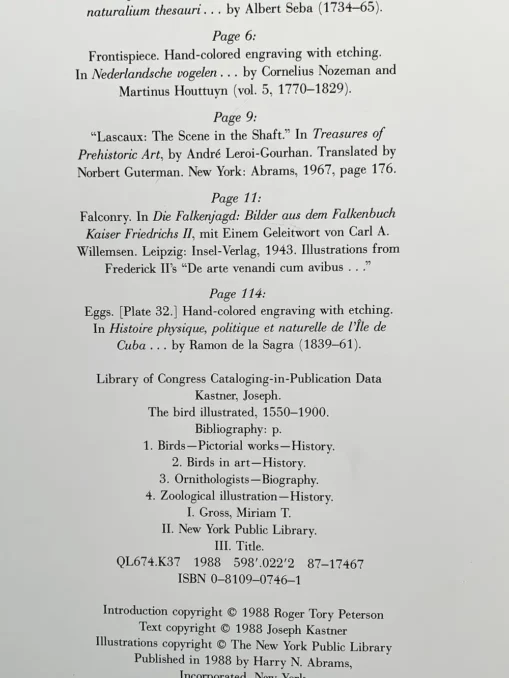 naturalium thesauri . . . by Albert Seba (1734–65).
Page 6:
Frontispiece. Hand-colored engraving with etching.
In Nederlandsche vogelen . . . by Cornelius Nozeman and
Martinus Houttuyn (vol. 5, 1770–1829).
Page 9:
“Lascaux: The Scene in the Shaft.” In Treasures of
Prehistoric Art, by André Leroi-Gourhan. Translated by
Norbert Guterman. New York: Abrams, 1967, page 176.
Page 11:
Falconry. In Die Falkenjagd: Bilder aus dem Falkenbuch
Kaiser Friedrichs II, mit Einem Geleitwort von Carl A.
Willemsen. Leipzig: Insel-Verlag, 1943. Illustrations from
Frederick II’s “De arte venandi cum avibus . . .”
Page 114:
Eggs. [Plate 32.] Hand-colored engraving with etching.
In Histoire physique, politique et naturelle de l’Île de
Cuba . . . by Ramon de la Sagra (1839–61).
Library of Congress Cataloging-in-Publication Data
Kastner, Joseph.
The bird illustrated, 1550–1900.
Bibliography: p.
1. Birds—Pictorial works—History.
2. Birds in art—History.
3. Ornithologists—Biography.
4. Zoological illustration—History.
I. Gross, Miriam T.
II. New York Public Library.
III. Title.
QL674.K37 1988 598′.022′2 87–17467
ISBN 0–8109–0746–1
Introduction copyright © 1988 Roger Tory Peterson
Text copyright © 1988 Joseph Kastner
Illustrations copyright © The New York Public Library
Published in 1988 by Harry N. Abrams,
Incorporated, New York